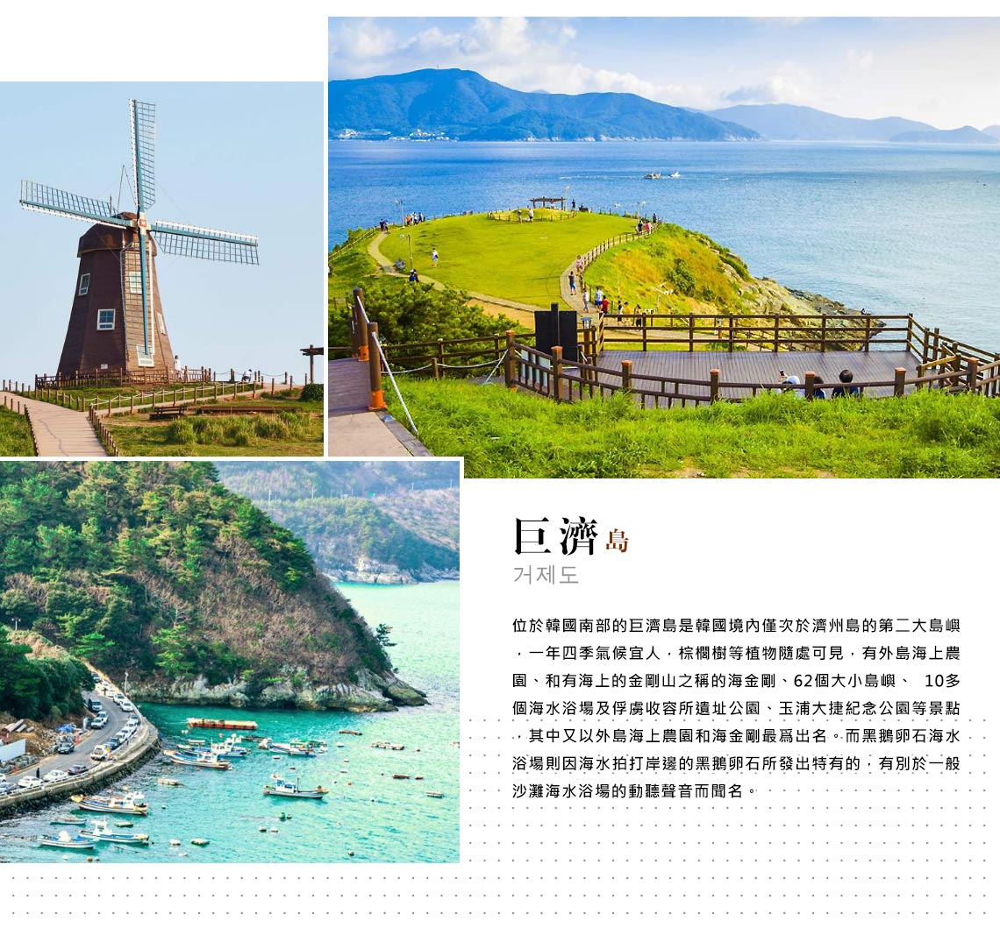 巨濟島
거제도
位於韓國南部的巨濟島是韓國境內僅次於濟州島的第二大島嶼
，一年四季氣候宜人，棕櫚樹等植物隨處可見，有外島海上農
園、和有海上的金剛山之稱的海金剛、62個大小島嶼、 10多
個海水浴場及俘虜收容所遺址公園、玉浦大捷紀念公園等景點
，其中又以外島海上農園和海金剛最爲出名。而黑鵝卵石海水
浴場則因海水拍打岸邊的黑鵝卵石所發出特有的，有別於一般
沙灘海水浴場的動聽聲音而聞名。